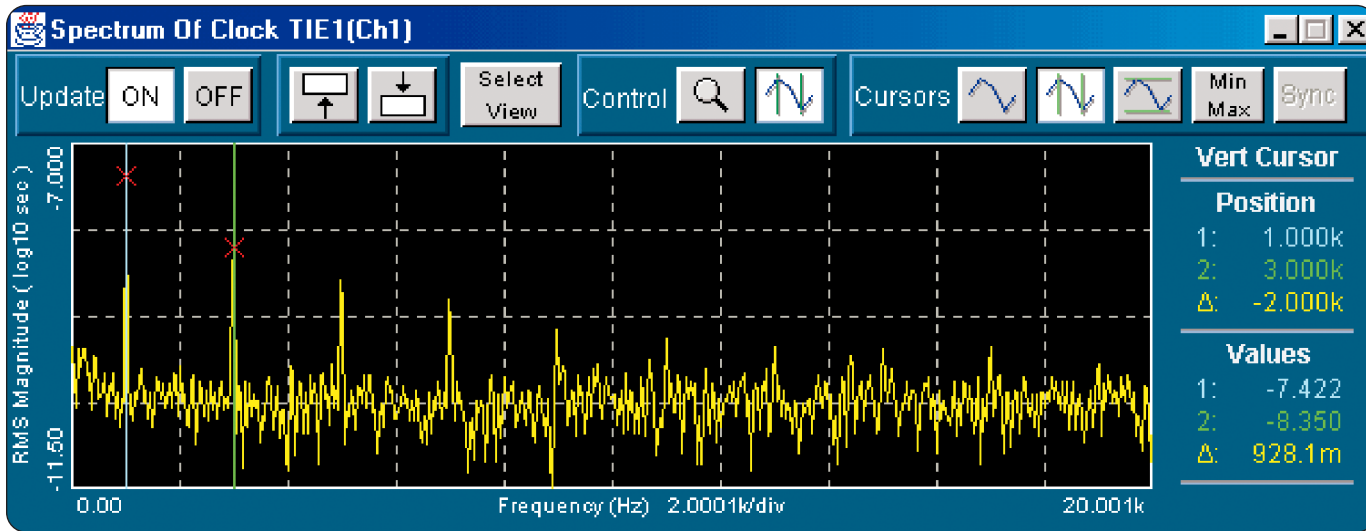 Spectrum Of Clock TIE1(Ch1)
Update ON OFF Select View Control Cursors Min Max Sync
RMS Magnitude ( log10 sec )
-7.000
-11.50
0.00 Frequency (Hz) 2.0001k/div 20.001k
Vert Cursor
Position
1: 1.000k
2: 3.000k
Δ: -2.000k
Values
1: -7.422
2: -8.350
Δ: 928.1m